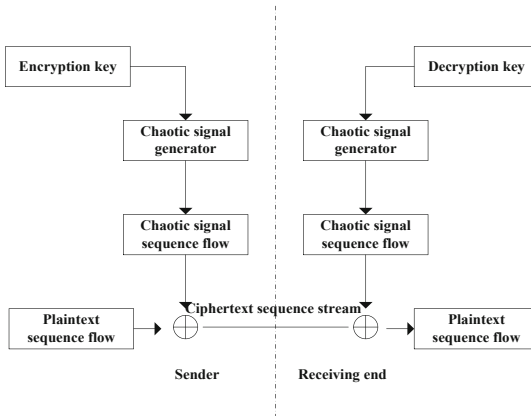 Encryption key
Decryption key
Chaotic signal
generator
Chaotic signal
generator
Chaotic signal
sequence flow
Chaotic signal
sequence flow
Ciphertext sequence stream
Plaintext
sequence flow
Plaintext
sequence flow
Sender
Receiving end